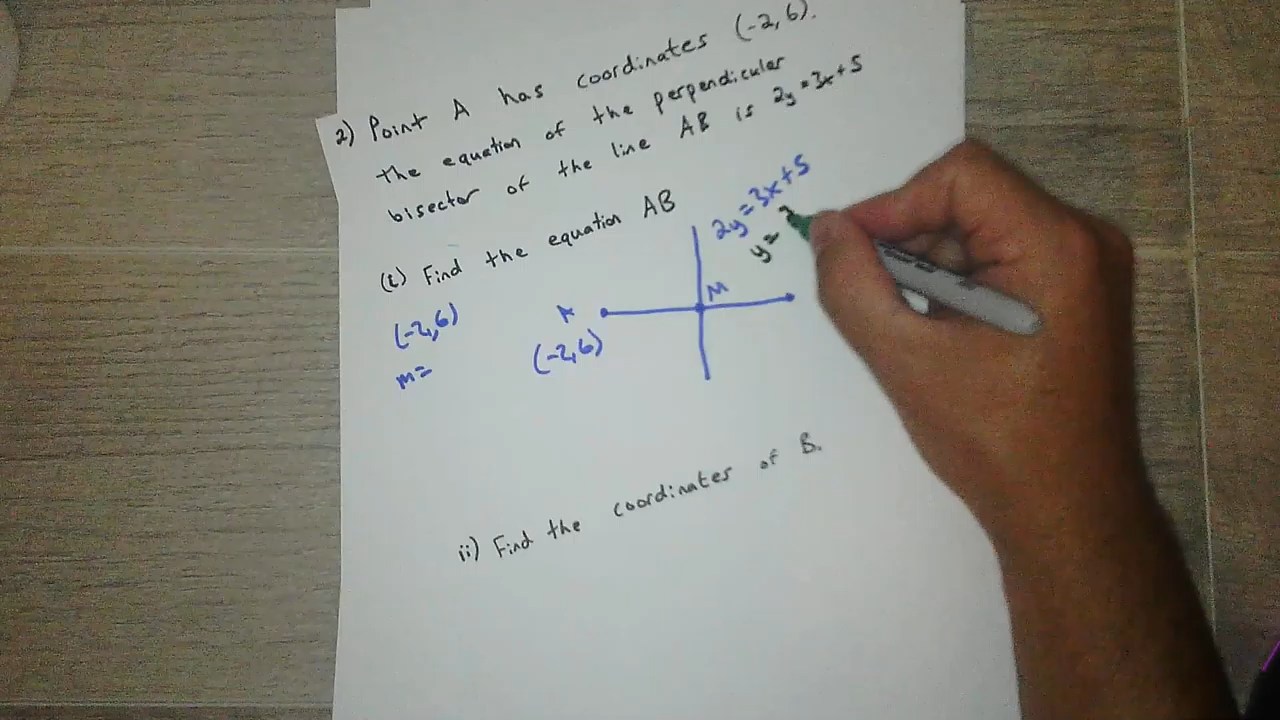 2) Point A has coordinates (-2,6).
The equation of the perpendicular
bisector of the line AB is 2y=3x+5
(i) Find the equation AB
2y=3x+5
y=
(-2,6)
m=
A
M
(-2,6)
ii) Find the coordinates of B.